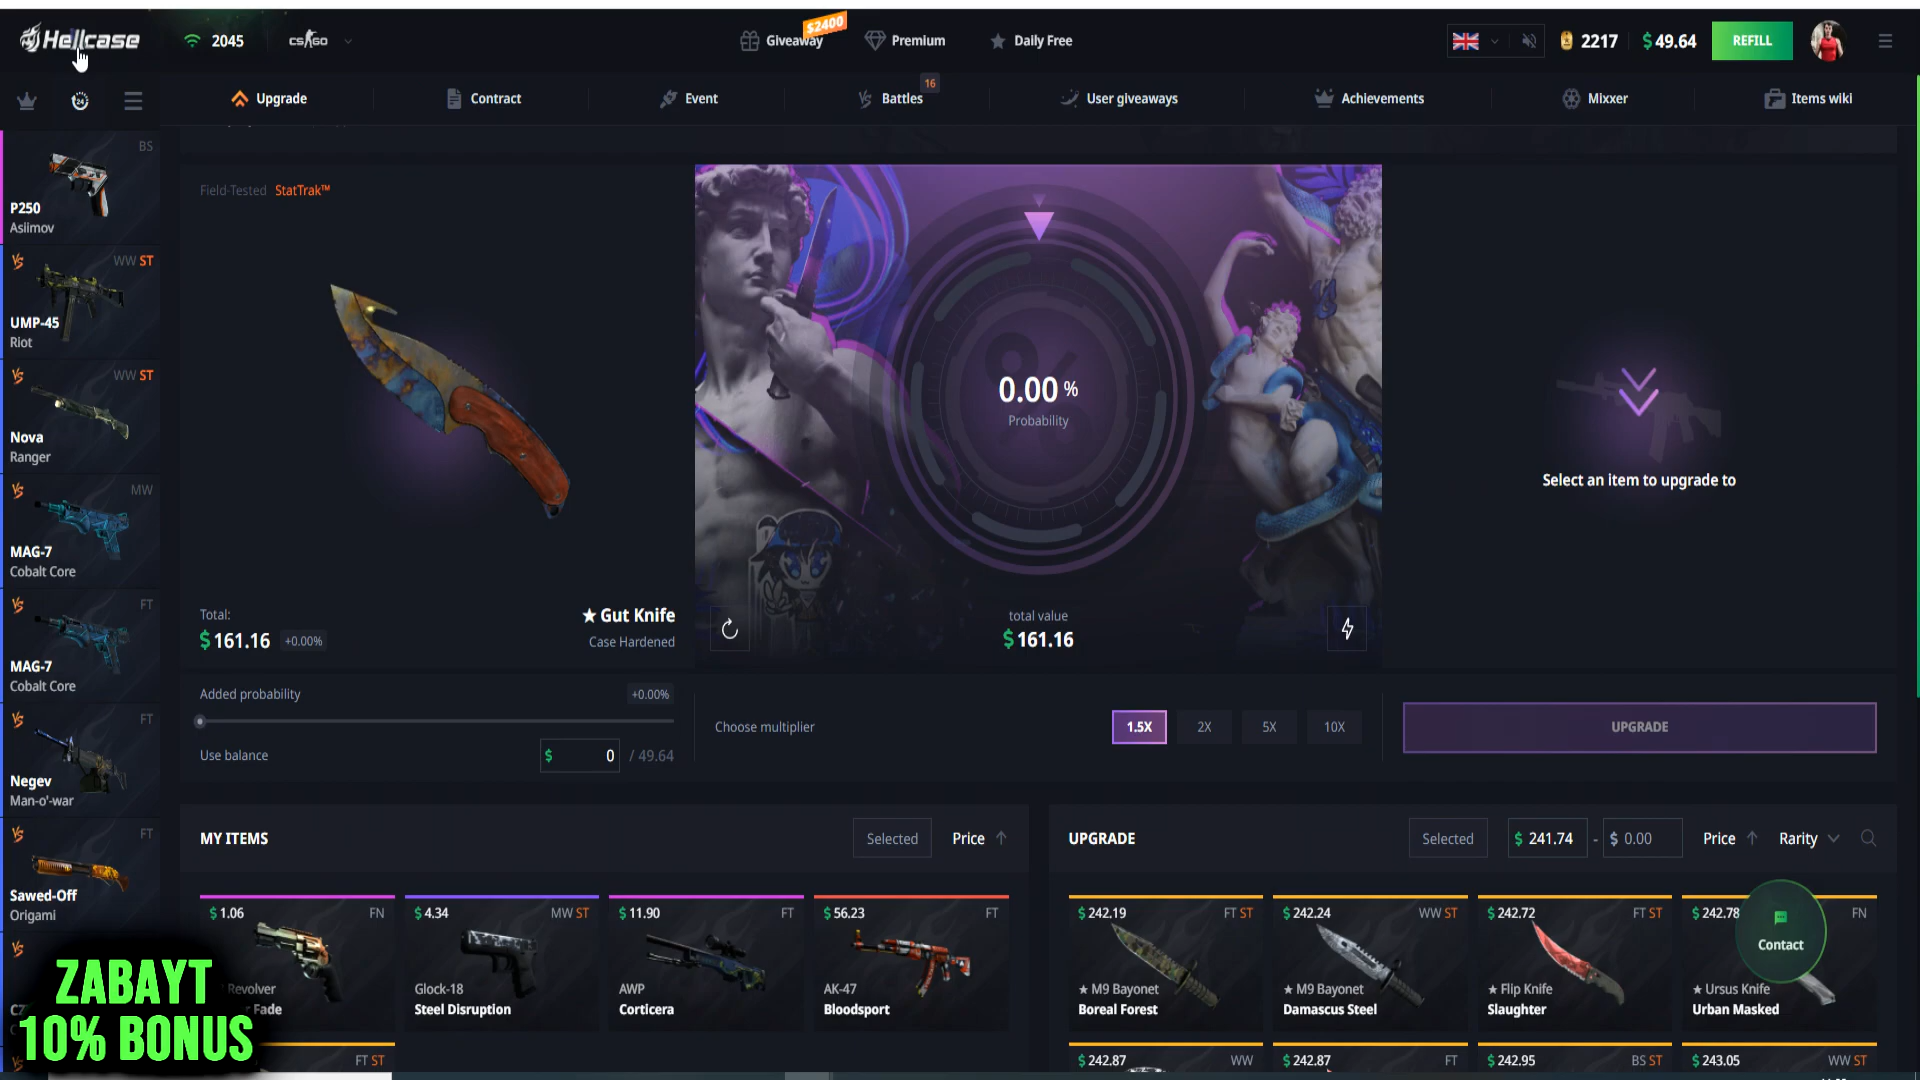 Hellcase
2045
CS:GO
Giveaway
$2400
Premium
Daily Free
2217
$ 49.64
REFILL
24
Upgrade
Contract
Event
Battles
16
User giveaways
Achievements
Mixxer
Items wiki
BS
P250
Asiimov
VS
WW ST
UMP-45
Riot
VS
WW ST
Nova
Ranger
VS
MW
MAG-7
Cobalt Core
VS
FT
MAG-7
Cobalt Core
VS
FT
Negev
Man-o'-war
VS
FT
Sawed-Off
Origami
VS
ZABAYT
10% BONUS
Field-Tested StatTrak™
Total:
$ 161.16 +0.00%
★ Gut Knife
Case Hardened
0.00 %
Probability
total value
$ 161.16
Select an item to upgrade to
Added probability
+0.00%
Use balance
$ 0 / 49.64
Choose multiplier
1.5X
2X
5X
10X
UPGRADE
MY ITEMS
Selected
Price
$ 1.06
FN
Revolver
Fade
$ 4.34
MW ST
Glock-18
Steel Disruption
$ 11.90
FT
AWP
Corticera
$ 56.23
FT
AK-47
Bloodsport
FT ST
UPGRADE
Selected
$ 241.74 - $ 0.00
Price
Rarity
$ 242.19
FT ST
★ M9 Bayonet
Boreal Forest
$ 242.24
WW ST
★ M9 Bayonet
Damascus Steel
$ 242.72
FT ST
★ Flip Knife
Slaughter
$ 242.78
FN
★ Ursus Knife
Urban Masked
Contact
$ 242.87
WW
$ 242.87
FT
$ 242.95
BS ST
$ 243.05
WW ST